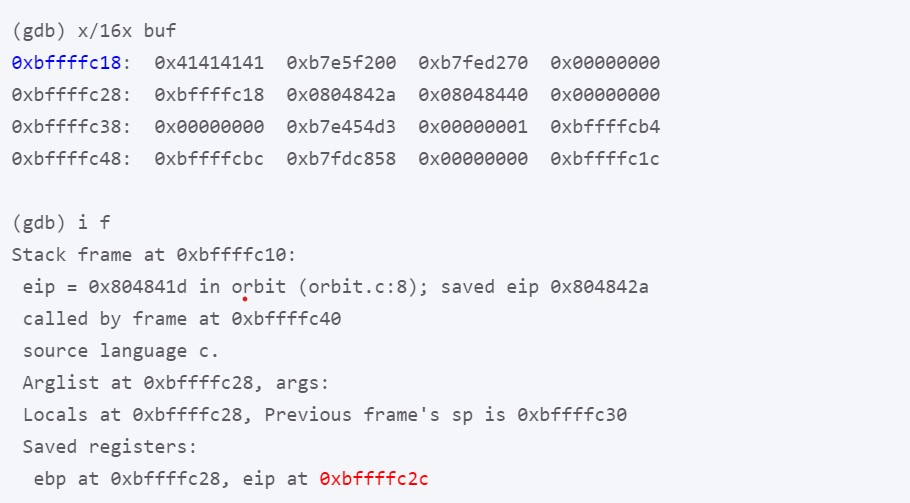 (gdb) x/16x buf
0xbffffc18:  0x41414141  0xb7e5f200  0xb7fed270  0x00000000
0xbffffc28:  0xbffffc18  0x0804842a  0x08048440  0x00000000
0xbffffc38:  0x00000000  0xb7e454d3  0x00000001  0xbffffcb4
0xbffffc48:  0xbffffcbc  0xb7fdc858  0x00000000  0xbffffc1c

(gdb) i f
Stack frame at 0xbffffc10:
 eip = 0x804841d in orbit (orbit.c:8); saved eip 0x804842a
 called by frame at 0xbffffc40
 source language c.
 Arglist at 0xbffffc28, args:
 Locals at 0xbffffc28, Previous frame's sp is 0xbffffc30
 Saved registers:
  ebp at 0xbffffc28, eip at 0xbffffc2c